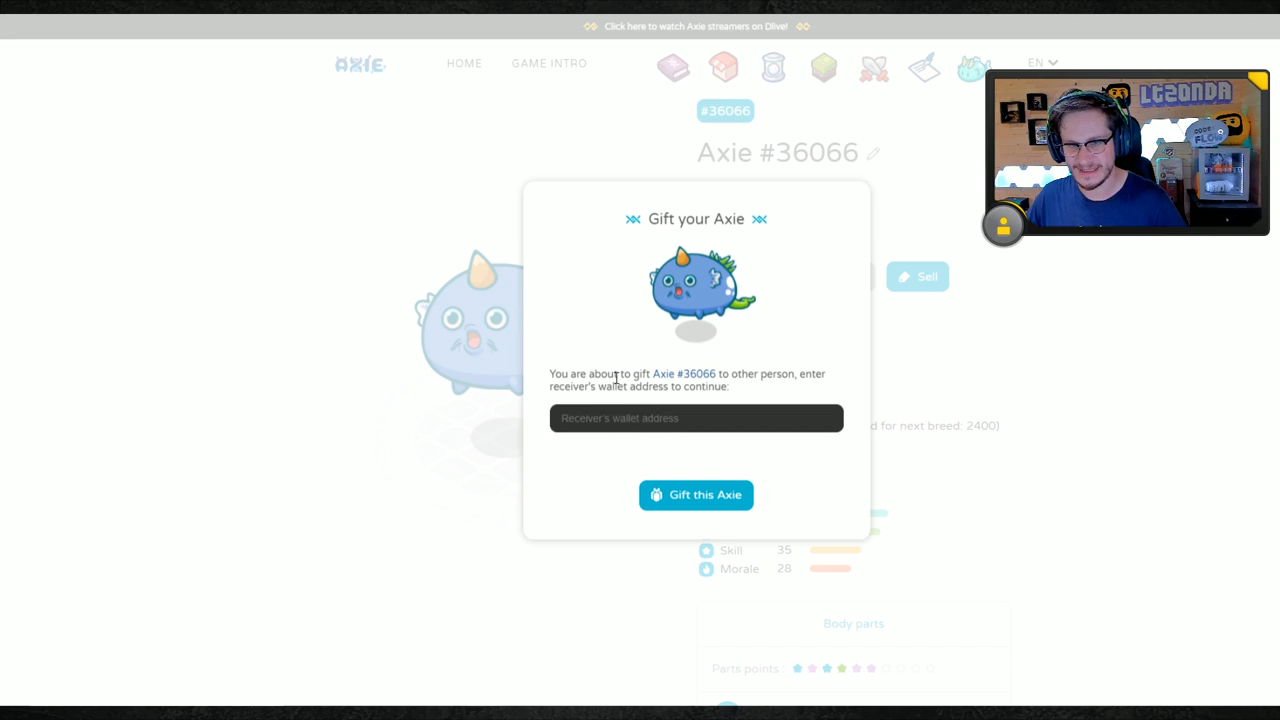 Click here to watch Axie streamers on Dlive!
AXIE
HOME
GAME INTRO
EN
LTZONDA
CODE:
FLOW
#36066
Axie #36066
Gift your Axie
Sell
You are about to gift Axie #36066 to other person, enter
receiver's wallet address to continue:
Receiver's wallet address
d for next breed: 2400)
Gift this Axie
Skill 35
Morale 28
Body parts
Parts points :